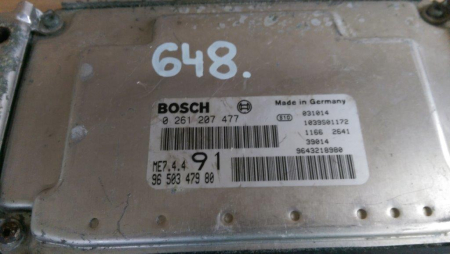 648.
BOSCH
Made in Germany
0 261 207 477
031014
1039S01172
1166 2641
39014
9643218980
ME7.4.4
91
96 503 479 80